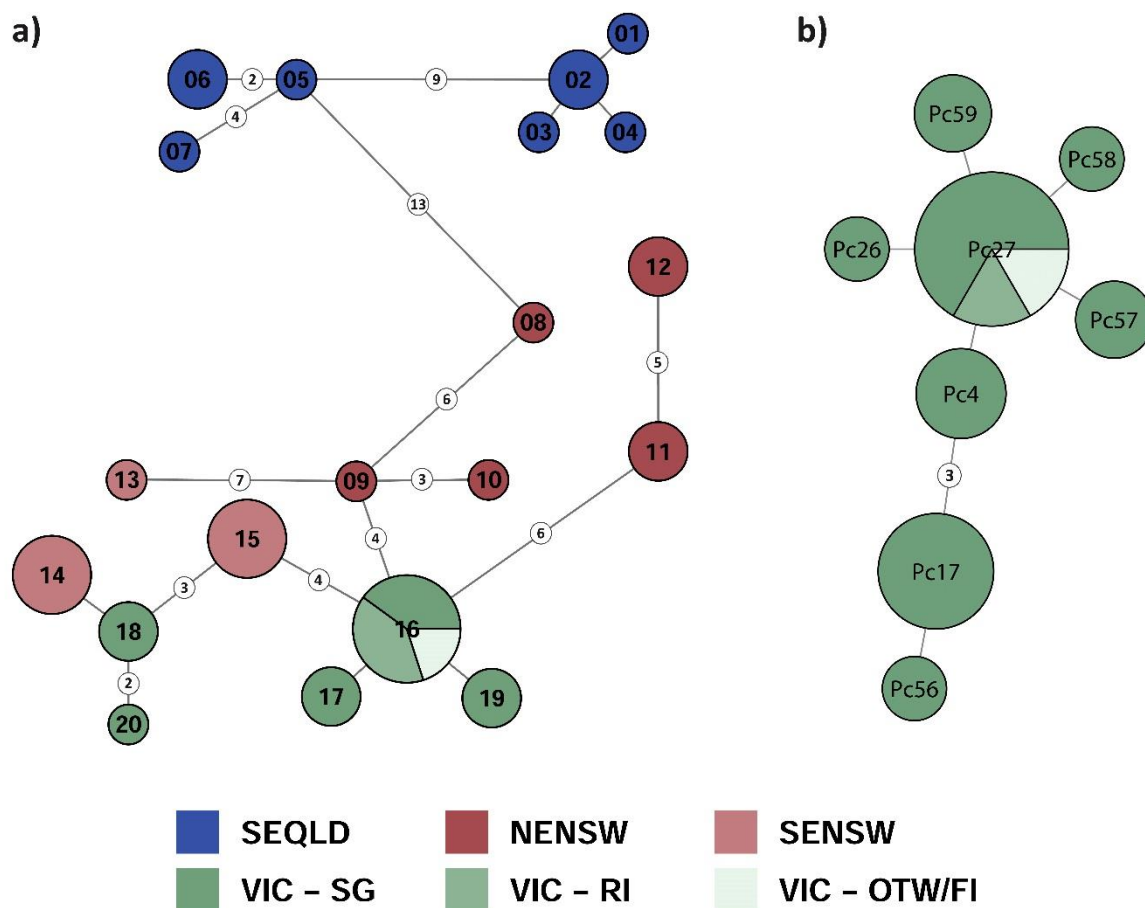 a)
b)
01
06
2
05
9
02
4
03
04
07
13
12
08
5
6
11
13
7
09
3
10
15
4
6
14
3
4
18
16
2
17
19
20
Pc59
Pc58
Pc26
Pc27
Pc57
Pc4
3
Pc17
Pc56
SEQLD
NENSW
SENSW
VIC – SG
VIC – RI
VIC – OTW/FI